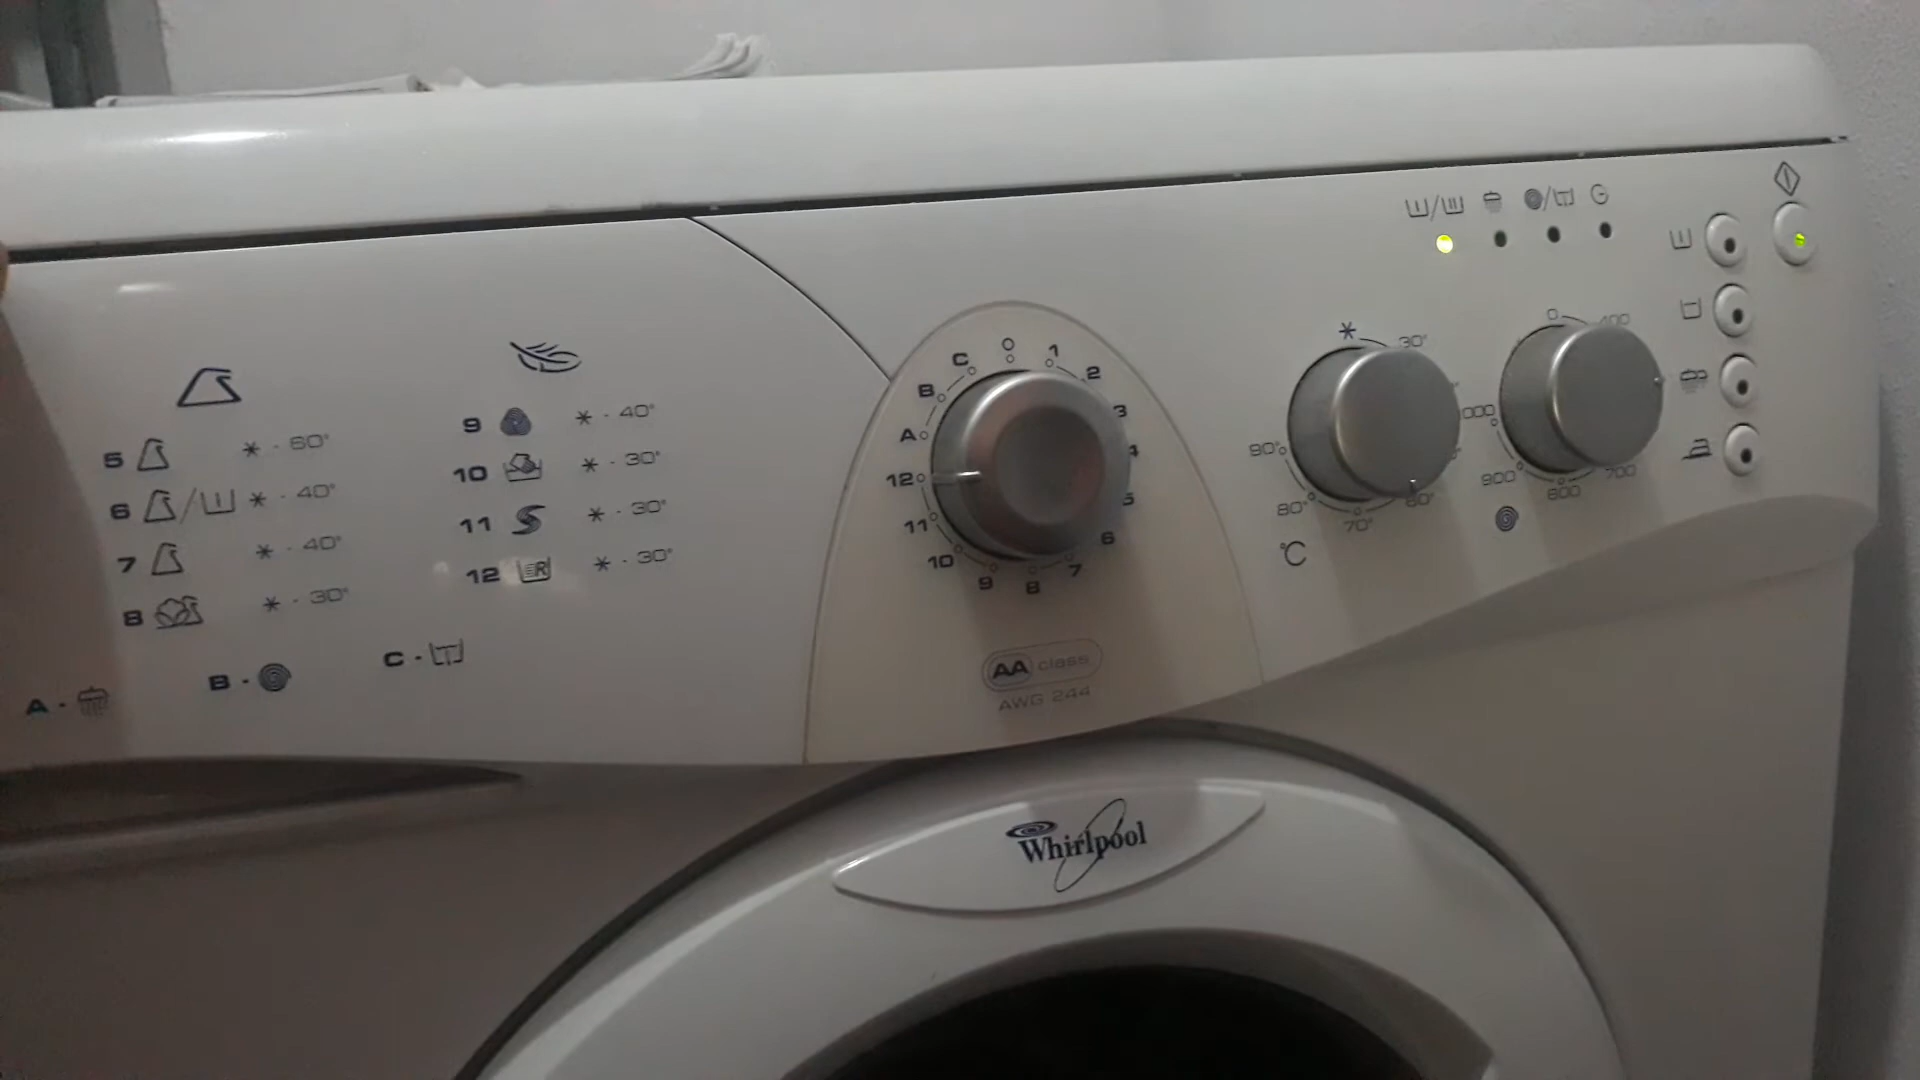 5 * - 60°
6 / * - 40°
7 * - 40°
8 * - 30°
9 * - 40°
10 * - 30°
11 * - 30°
12 R * - 30°
A -
B -
C -
0
1
2
3
4
5
6
7
8
9
10
11
12
A
B
C
AA class
AWG 244
* 30°
60°
70°
80°
90°
°C
0
400
700
800
900
Whirlpool